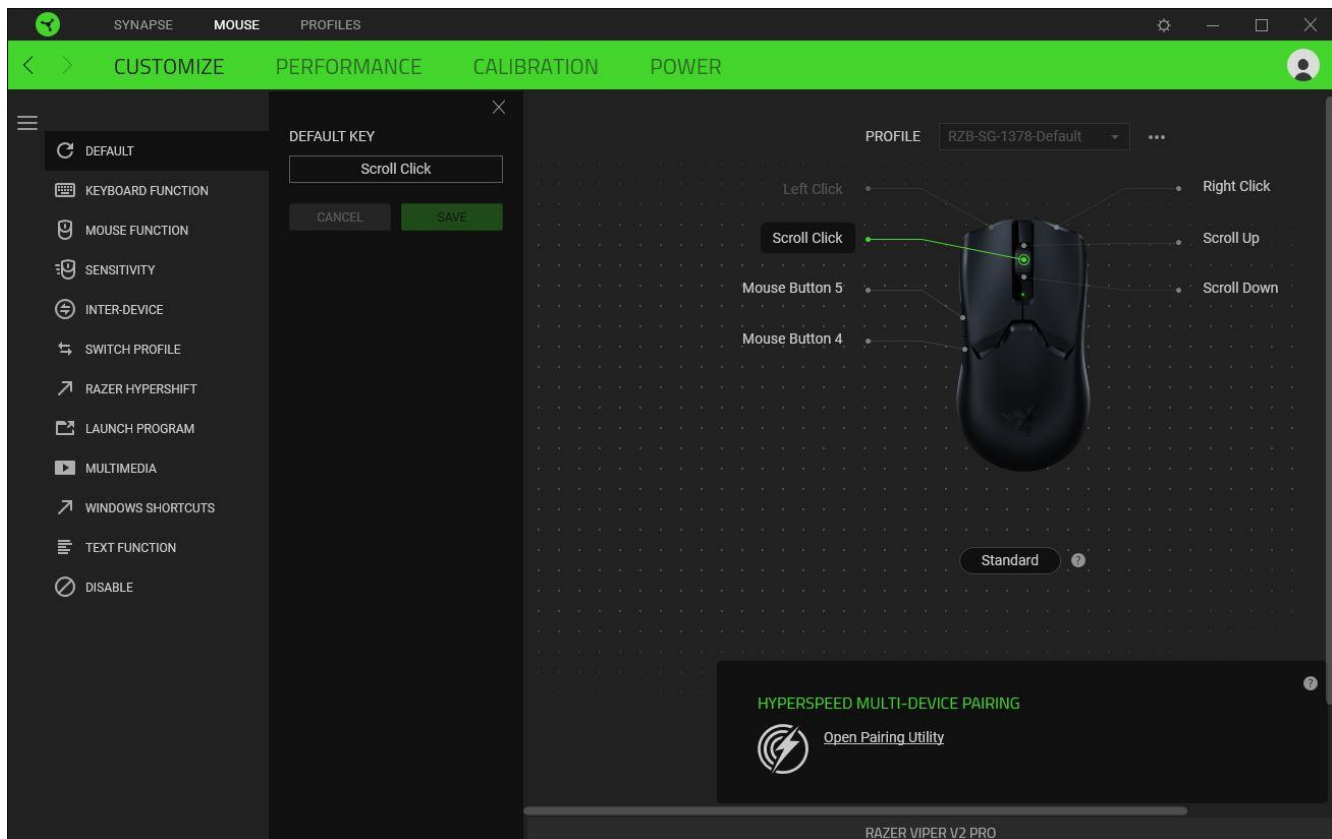 SYNAPSE MOUSE PROFILES
CUSTOMIZE PERFORMANCE CALIBRATION POWER
DEFAULT
KEYBOARD FUNCTION
MOUSE FUNCTION
SENSITIVITY
INTER-DEVICE
SWITCH PROFILE
RAZER HYPERSHIFT
LAUNCH PROGRAM
MULTIMEDIA
WINDOWS SHORTCUTS
TEXT FUNCTION
DISABLE
DEFAULT KEY
Scroll Click
CANCEL SAVE
PROFILE RZB-SG-1378-Default
Left Click
Scroll Click
Mouse Button 5
Mouse Button 4
Right Click
Scroll Up
Scroll Down
Standard ?
HYPERSPEED MULTI-DEVICE PAIRING ?
Open Pairing Utility
RAZER VIPER V2 PRO